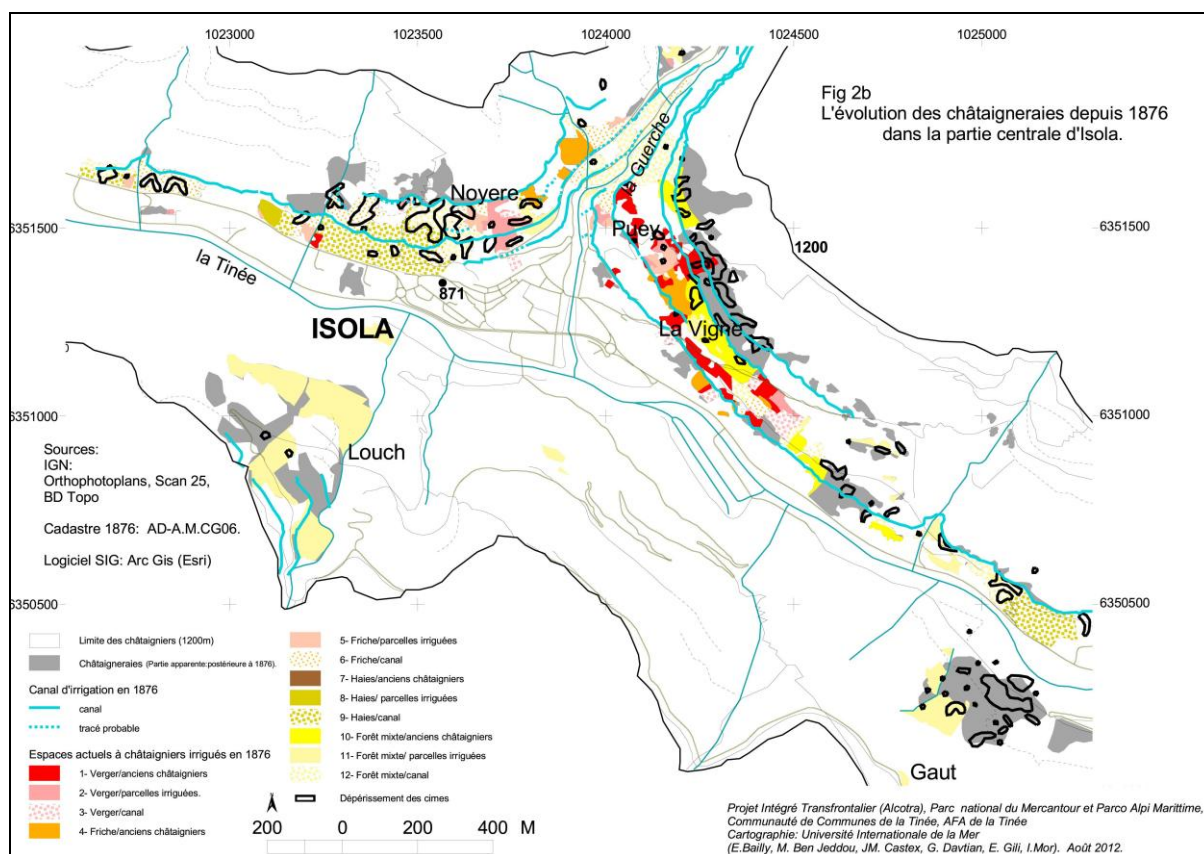 1023000 1023500 1024000 1024500 1025000
Fig 2b
L'évolution des châtaigneraies depuis 1876
dans la partie centrale d'Isola.
Guerche
Noyere
6351500
6351500
Puey
1200
la Tinée
871
La Vigne
ISOLA
6351000
6351000
Louch
Sources:
IGN:
Orthophotoplans, Scan 25,
BD Topo
Cadastre 1876: AD-A.M.CG06.
Logiciel SIG: Arc Gis (Esri)
6350500
6350500
Gaut
Limite des châtaigniers (1200m)
Châtaigneraies (Partie apparente:postérieure à 1876).
Canal d'irrigation en 1876
canal
tracé probable
Espaces actuels à châtaigniers irrigués en 1876
1- Verger/anciens châtaigniers
2- Verger/parcelles irriguées.
3- Verger/canal
4- Friche/anciens châtaigniers
5- Friche/parcelles irriguées
6- Friche/canal
7- Haies/anciens châtaigniers
8- Haies/ parcelles irriguées
9- Haies/canal
10- Forêt mixte/anciens châtaigniers
11- Forêt mixte/ parcelles irriguées
12- Forêt mixte/canal
Dépérissement des cimes
200 0 200 400 M
Projet Intégré Transfrontalier (Alcotra), Parc national du Mercantour et Parco Alpi Marittime,
Communauté de Communes de la Tinée, AFA de la Tinée
Cartographie: Université Internationale de la Mer
(E.Bailly, M. Ben Jeddou, JM. Castex, G. Davtian, E. Gili, I.Mor). Août 2012.